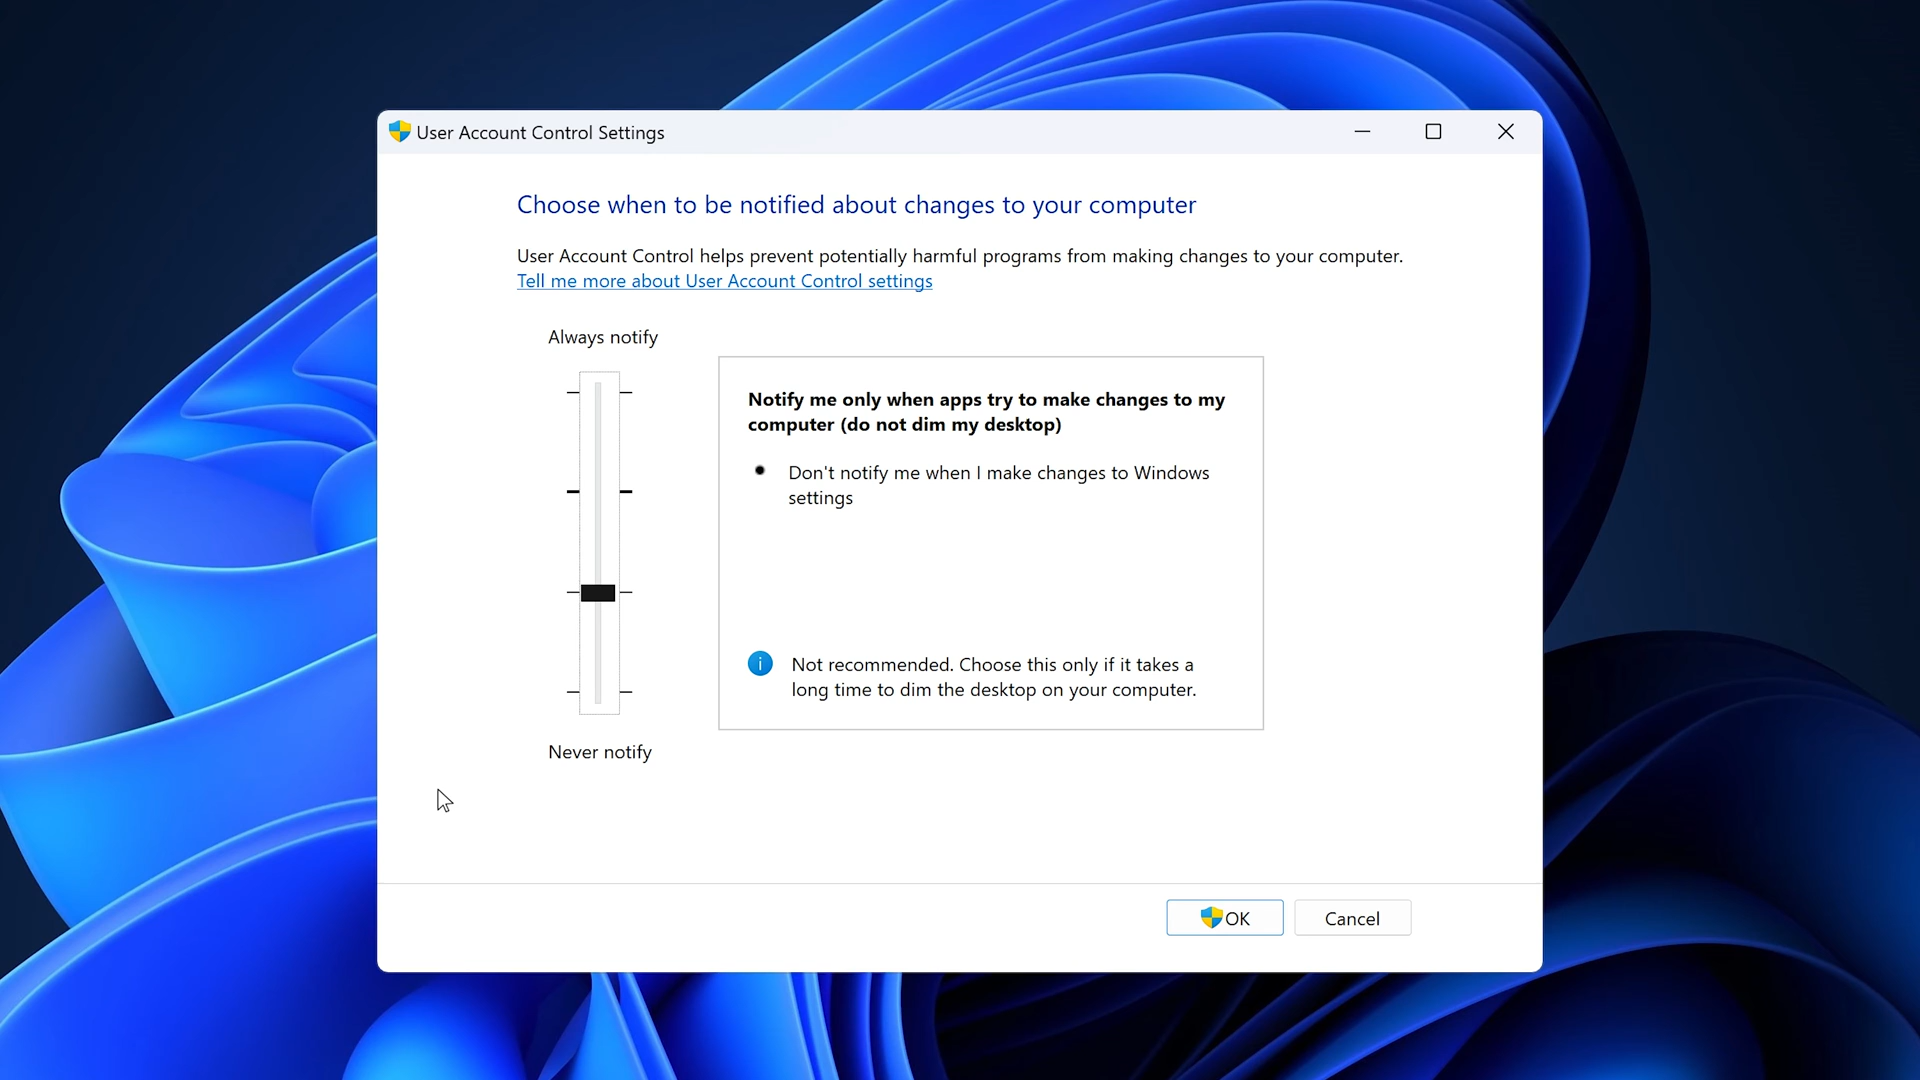 User Account Control Settings
Choose when to be notified about changes to your computer
User Account Control helps prevent potentially harmful programs from making changes to your computer.
Tell me more about User Account Control settings
Always notify
Notify me only when apps try to make changes to my
computer (do not dim my desktop)
Don't notify me when I make changes to Windows
settings
Not recommended. Choose this only if it takes a
long time to dim the desktop on your computer.
Never notify
OK
Cancel